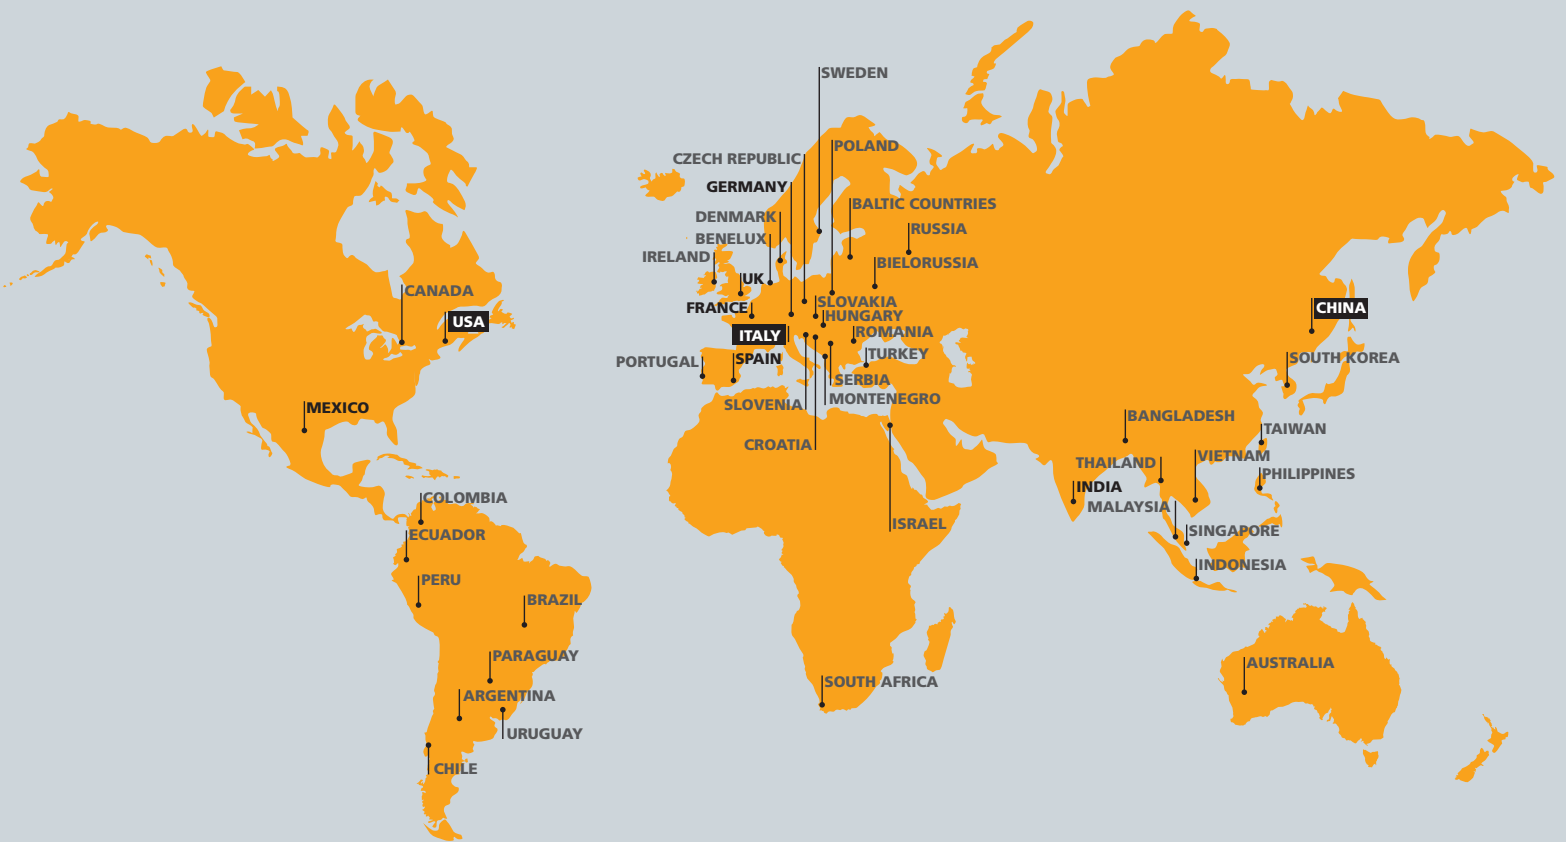 SWEDEN
POLAND
CZECH REPUBLIC
GERMANY
BALTIC COUNTRIES
DENMARK
RUSSIA
BENELUX
IRELAND
BIELORUSSIA
UK
CANADA
SLOVAKIA
FRANCE
CHINA
HUNGARY
USA
ROMANIA
ITALY
TURKEY
SOUTH KOREA
PORTUGAL
SPAIN
SERBIA
MONTENEGRO
SLOVENIA
MEXICO
BANGLADESH
TAIWAN
CROATIA
VIETNAM
THAILAND
PHILIPPINES
INDIA
COLOMBIA
MALAYSIA
ISRAEL
SINGAPORE
ECUADOR
INDONESIA
PERU
BRAZIL
PARAGUAY
AUSTRALIA
SOUTH AFRICA
ARGENTINA
URUGUAY
CHILE